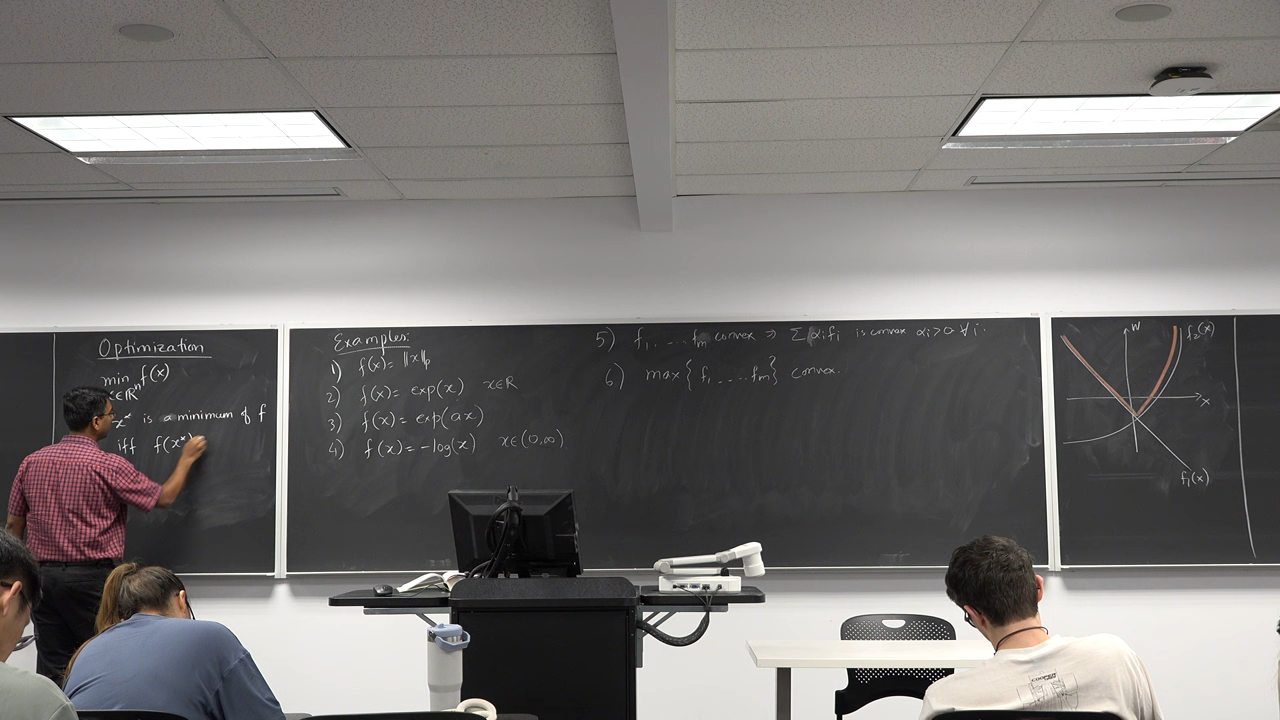 Optimization
min f(x)
x∈ℝⁿ
x* is a minimum of f
iff f(x*)
Examples:
1) f(x) = ‖x‖ₚ
2) f(x) = exp(x) x∈ℝ
3) f(x) = exp(ax)
4) f(x) = -log(x) x∈(0,∞)
5) f₁, ..., fₘ convex ⇒ ∑ αᵢfᵢ is convex αᵢ>0 ∀i.
6) max{f₁, ..., fₘ} convex.
f₂(x)
x
f₁(x)
COOPER